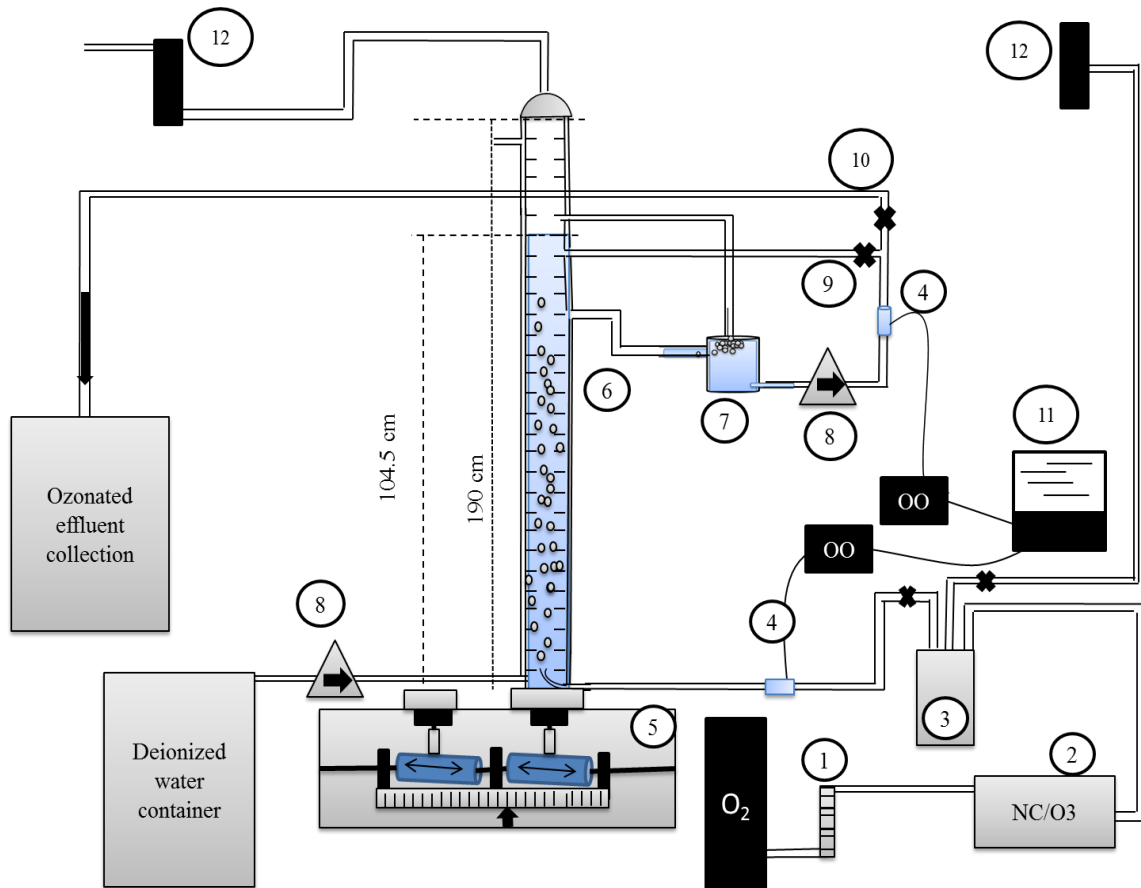 12
12
10
9
4
6
7
8
11
104.5 cm
190 cm
Ozonated
effluent
collection
OO
OO
8
4
3
5
Deionized
water
container
1
2
O₂
NC/O3